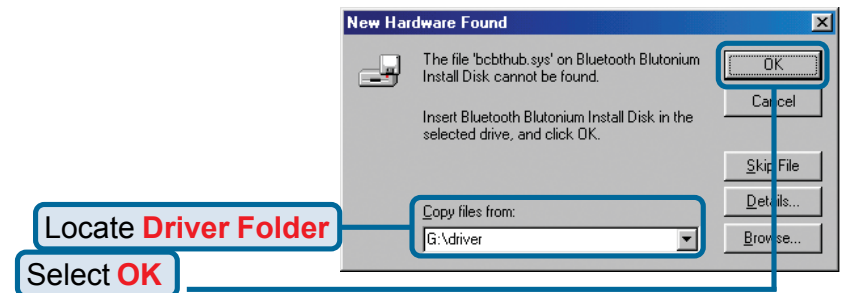 New Hardware Found
The file 'bcbthub.sys' on Bluetooth Blutonium
Install Disk cannot be found.
Insert Bluetooth Blutonium Install Disk in the
selected drive, and click OK.
OK
Cancel
Skip File
Details...
Browse...
Copy files from:
G:\driver
Locate Driver Folder
Select OK